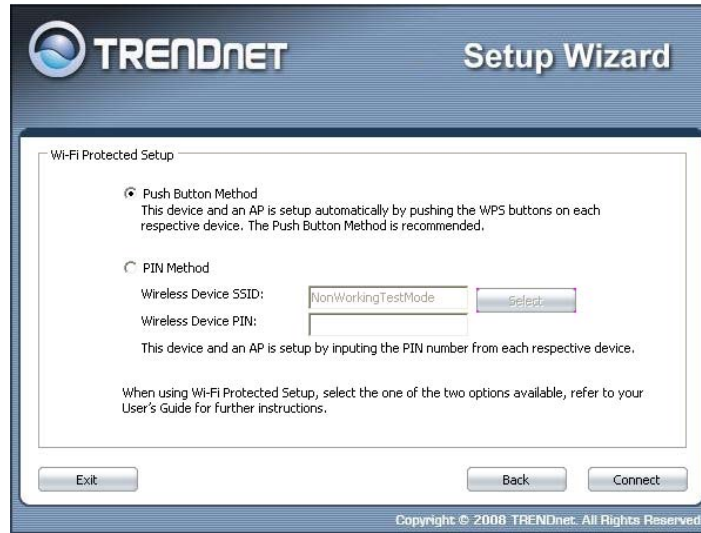 TRENDNET
Setup Wizard
Wi-Fi Protected Setup
Push Button Method
This device and an AP is setup automatically by pushing the WPS buttons on each
respective device. The Push Button Method is recommended.
PIN Method
Wireless Device SSID:
NonWorkingTestMode
Select
Wireless Device PIN:
This device and an AP is setup by inputing the PIN number from each respective device.
When using Wi-Fi Protected Setup, select the one of the two options available, refer to your
User's Guide for further instructions.
Exit
Back
Connect
Copyright © 2008 TRENDnet. All Rights Reserved